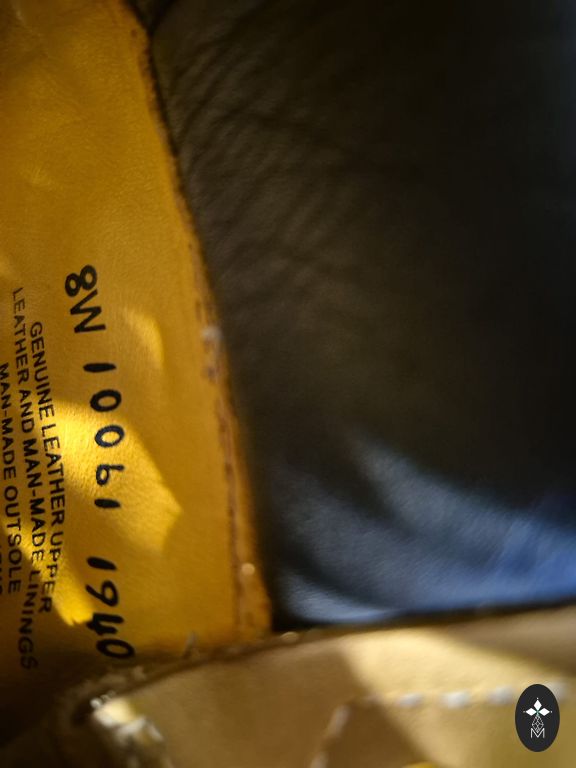 8W 10061 1940
GENUINE LEATHER UPPER
LEATHER AND MAN-MADE LININGS
MAN-MADE OUTSOLE
M